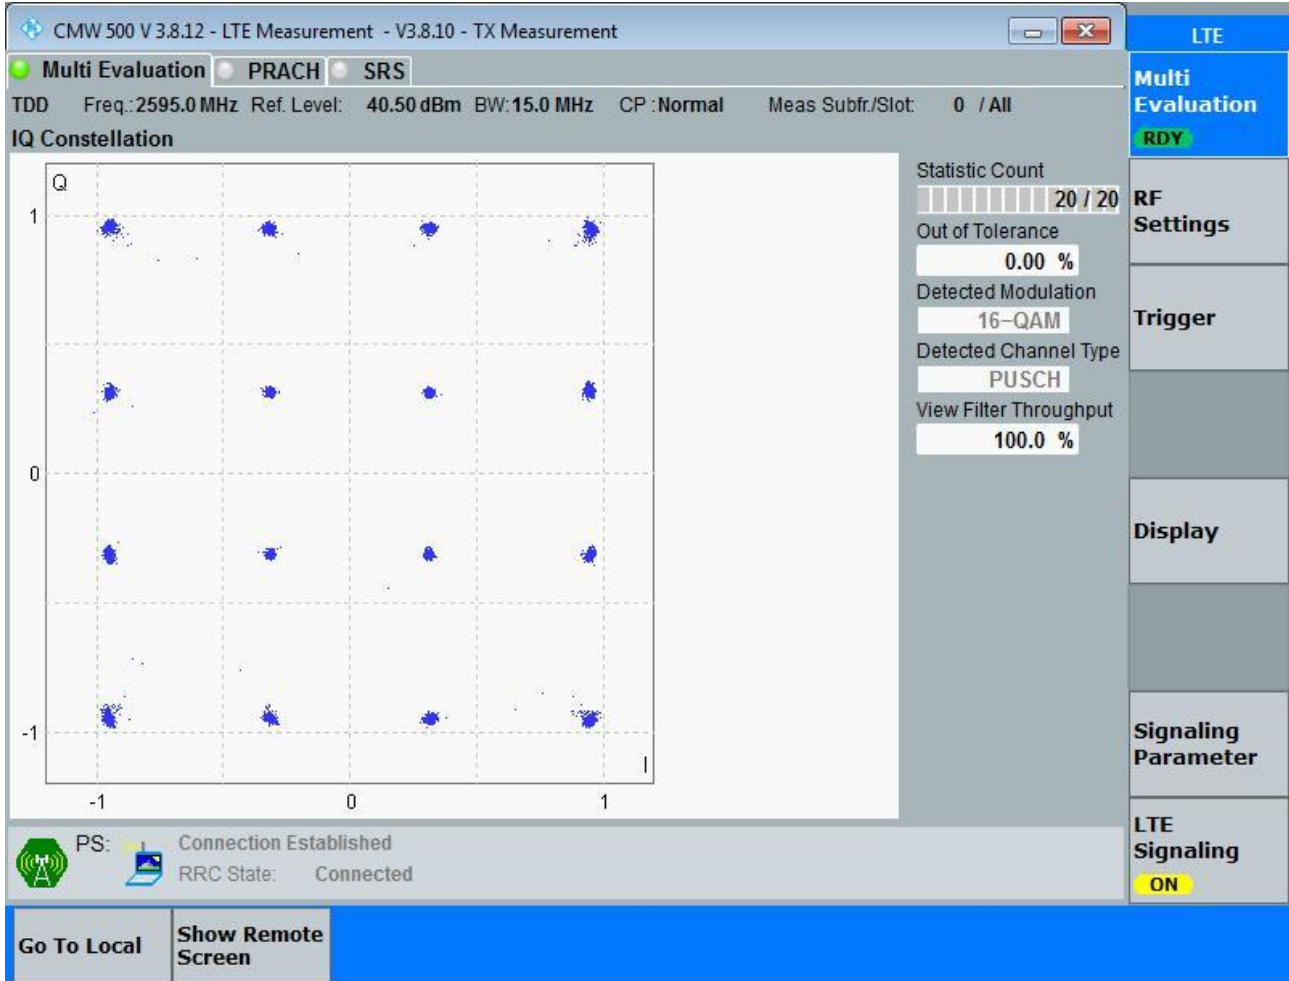 CMW 500 V 3.8.12 - LTE Measurement - V3.8.10 - TX Measurement
LTE
Multi Evaluation PRACH SRS
TDD Freq.: 2595.0 MHz Ref. Level: 40.50 dBm BW: 15.0 MHz CP : Normal Meas Subfr./Slot: 0 / All
IQ Constellation
Q
1
0
-1
I
-1 0 1
Statistic Count
20 / 20
Out of Tolerance
0.00 %
Detected Modulation
16-QAM
Detected Channel Type
PUSCH
View Filter Throughput
100.0 %
Multi
Evaluation
RDY
RF
Settings
Trigger
Display
Signaling
Parameter
LTE
Signaling
ON
PS: Connection Established
RRC State: Connected
Go To Local
Show Remote
Screen